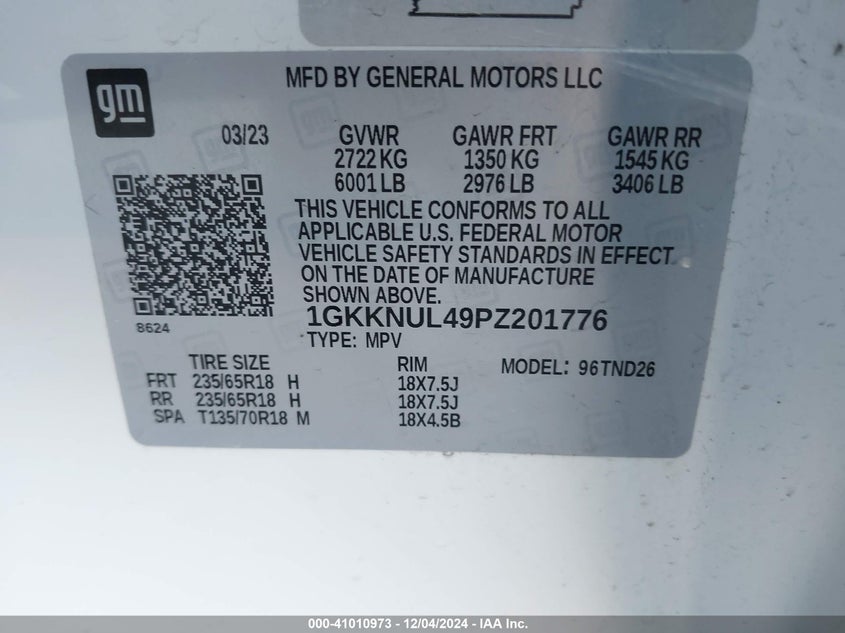 gm
MFD BY GENERAL MOTORS LLC
03/23 GVWR GAWR FRT GAWR RR
2722 KG 1350 KG 1545 KG
6001 LB 2976 LB 3406 LB
THIS VEHICLE CONFORMS TO ALL
APPLICABLE U.S. FEDERAL MOTOR
VEHICLE SAFETY STANDARDS IN EFFECT
ON THE DATE OF MANUFACTURE
SHOWN ABOVE.
8624
1GKKNUL49PZ201776
TYPE: MPV
TIRE SIZE RIM MODEL: 96TND26
FRT 235/65R18 H 18X7.5J
RR 235/65R18 H 18X7.5J
SPA T135/70R18 M 18X4.5B
000-41010973 - 12/04/2024 - IAA Inc.